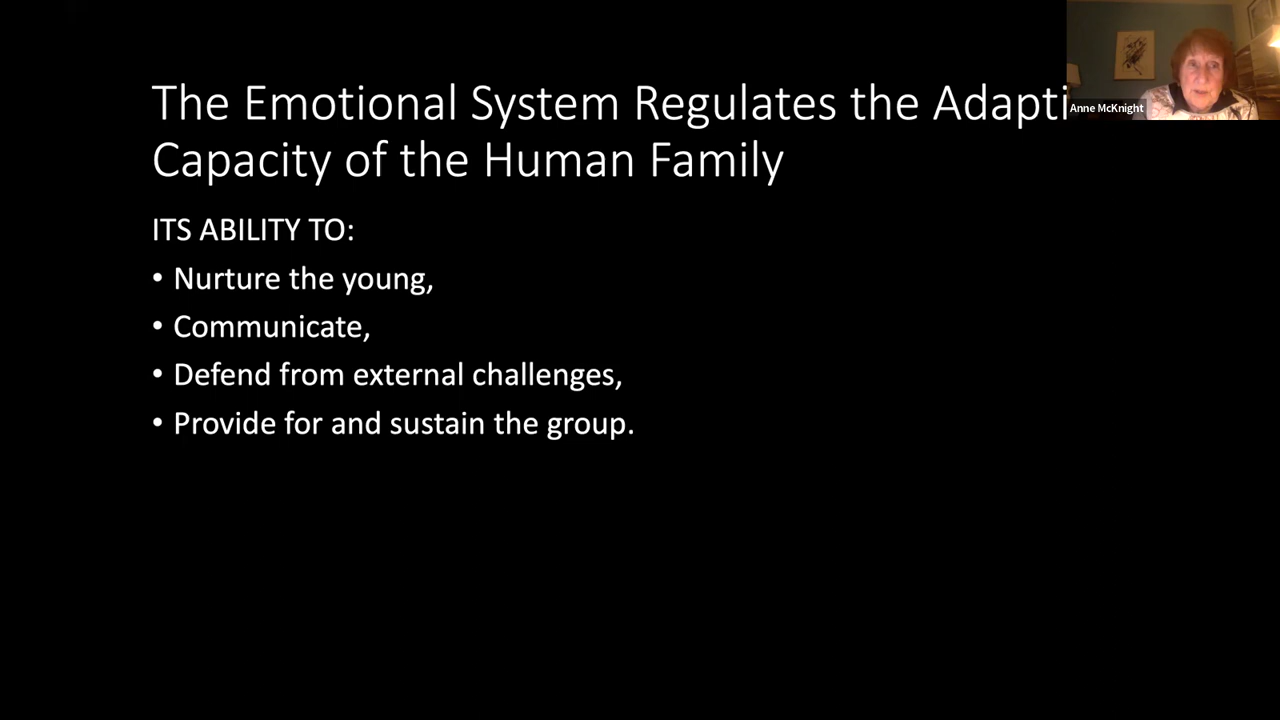 The Emotional System Regulates the Adapti
Capacity of the Human Family
Anne McKnight
ITS ABILITY TO:
• Nurture the young,
• Communicate,
• Defend from external challenges,
• Provide for and sustain the group.